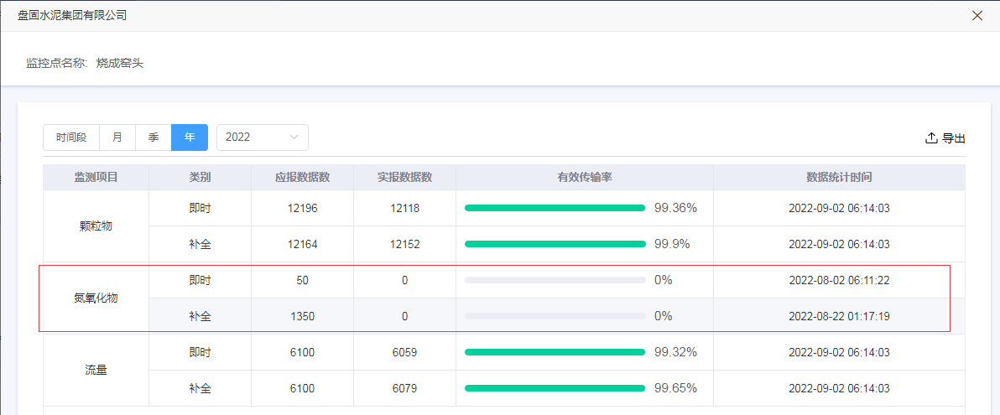 盘固水泥集团有限公司
监控点名称: 烧成窑头
时间段 月 季 年 2022 导出
监测项目 类别 应报数据数 实报数据数 有效传输率 数据统计时间
颗粒物
即时 12196 12118 99.36% 2022-09-02 06:14:03
补全 12164 12152 99.9% 2022-09-02 06:14:03
氮氧化物
即时 50 0 0% 2022-08-02 06:11:22
补全 1350 0 0% 2022-08-22 01:17:19
流量
即时 6100 6059 99.32% 2022-09-02 06:14:03
补全 6100 6079 99.65% 2022-09-02 06:14:03